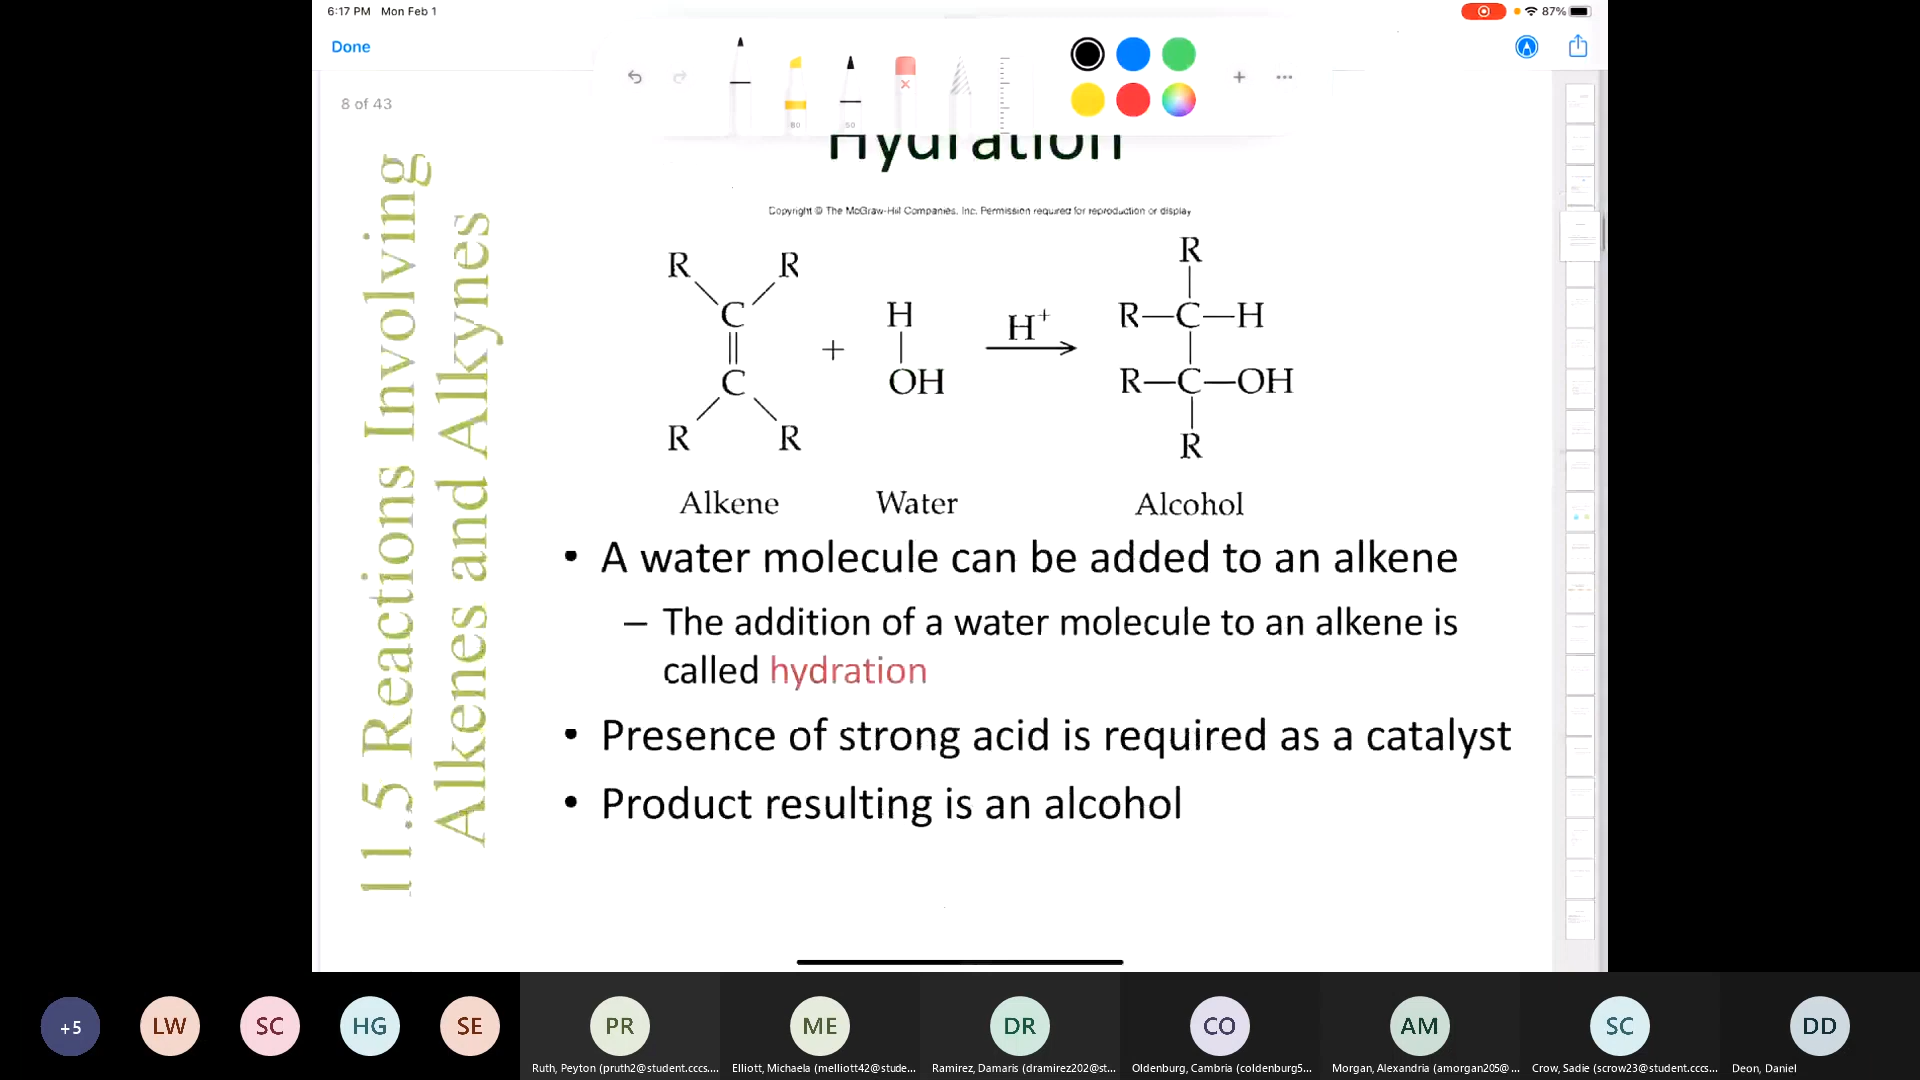 6:17 PM Mon Feb 1
87%
Done
8 of 43
80
50
Hydration
Copyright © The McGraw-Hill Companies, Inc. Permission required for reproduction or display
11.5 Reactions Involving
Alkenes and Alkynes
R R
C
C
R R
+
H
OH
H+
R
R—C—H
R—C—OH
R
Alkene Water Alcohol
• A water molecule can be added to an alkene
– The addition of a water molecule to an alkene is
called hydration
• Presence of strong acid is required as a catalyst
• Product resulting is an alcohol
+5 LW SC HG SE PR ME DR CO AM SC DD
Ruth, Peyton (pruth2@student.cccs....
Elliott, Michaela (melliott42@stude...
Ramirez, Damaris (dramirez202@st...
Oldenburg, Cambria (coldenburg5...
Morgan, Alexandria (amorgan205@...
Crow, Sadie (scrow23@student.cccs...
Deon, Daniel